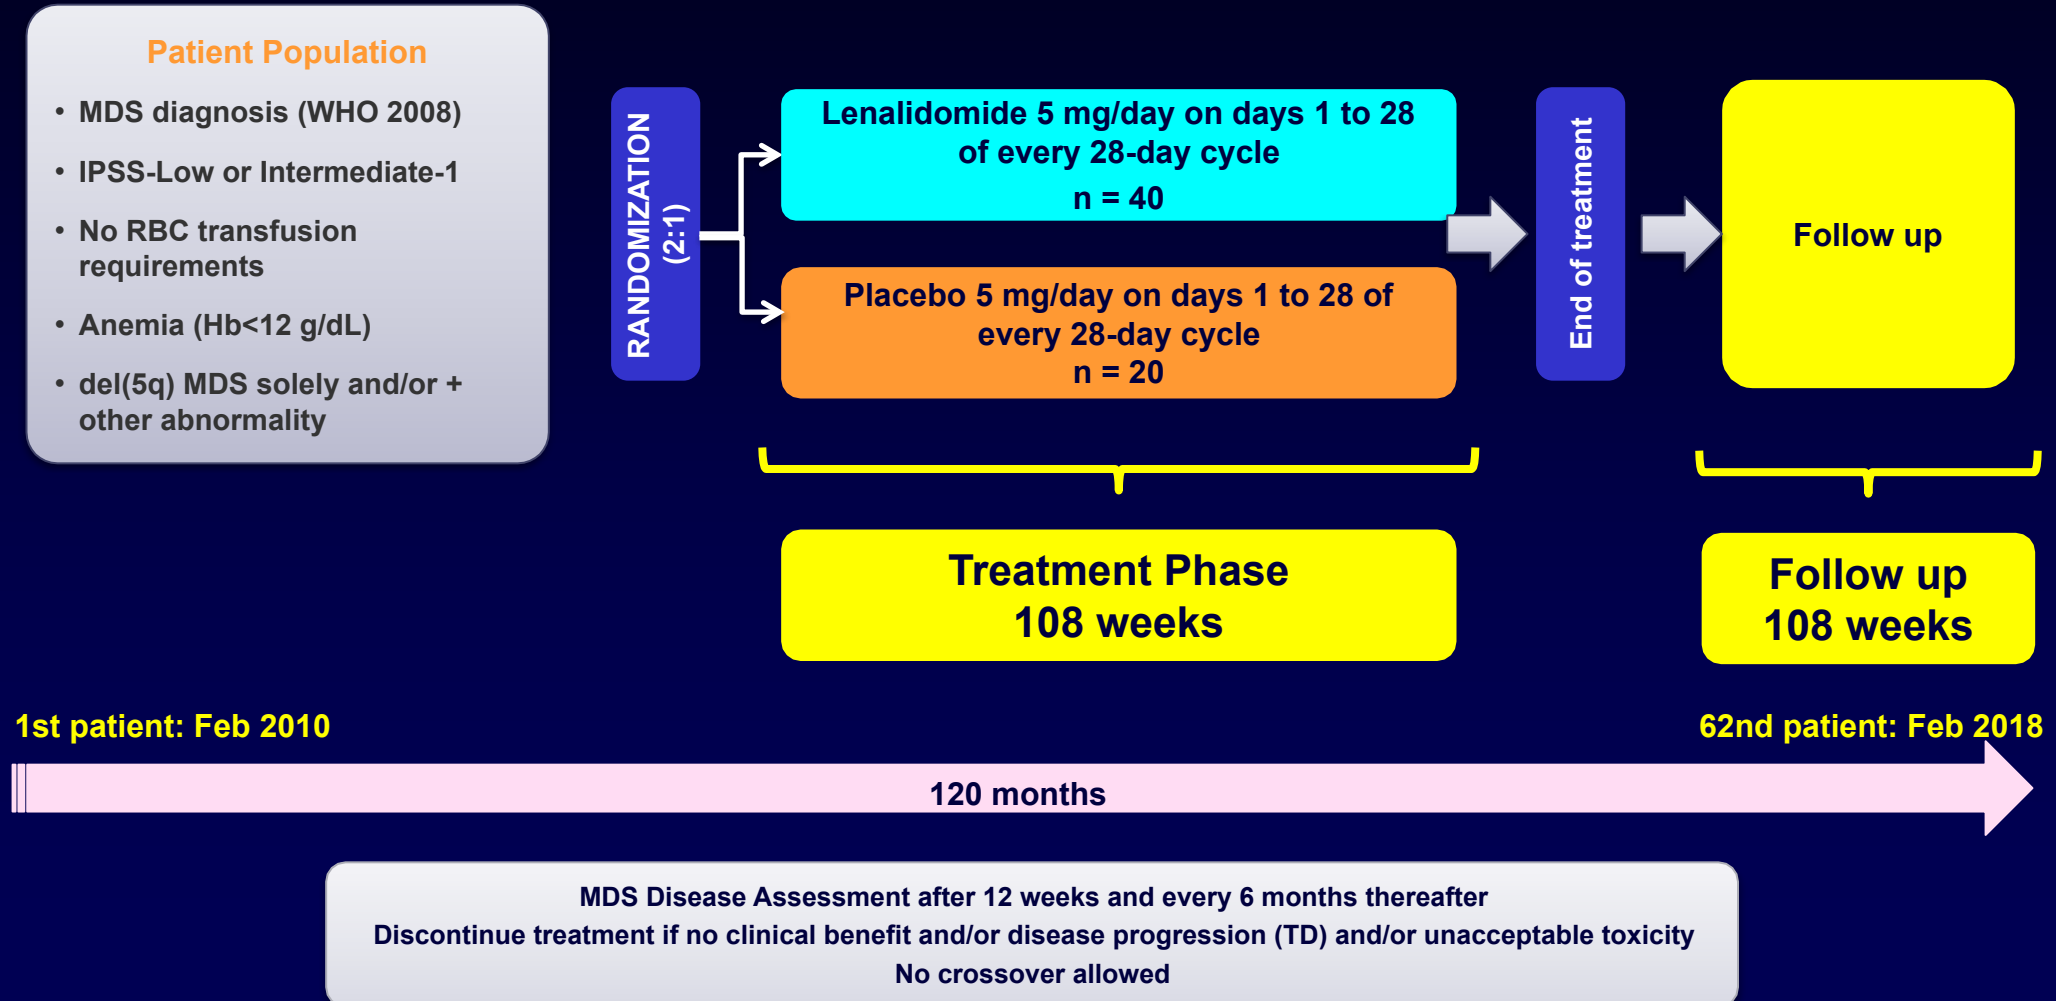 Patient Population
• MDS diagnosis (WHO 2008)
• IPSS-Low or Intermediate-1
• No RBC transfusion
requirements
• Anemia (Hb<12 g/dL)
• del(5q) MDS solely and/or +
other abnormality
RANDOMIZATION
(2:1)
Lenalidomide 5 mg/day on days 1 to 28
of every 28-day cycle
n = 40
Placebo 5 mg/day on days 1 to 28 of
every 28-day cycle
n = 20
End of treatment
Follow up
Treatment Phase
108 weeks
Follow up
108 weeks
1st patient: Feb 2010
62nd patient: Feb 2018
120 months
MDS Disease Assessment after 12 weeks and every 6 months thereafter
Discontinue treatment if no clinical benefit and/or disease progression (TD) and/or unacceptable toxicity
No crossover allowed